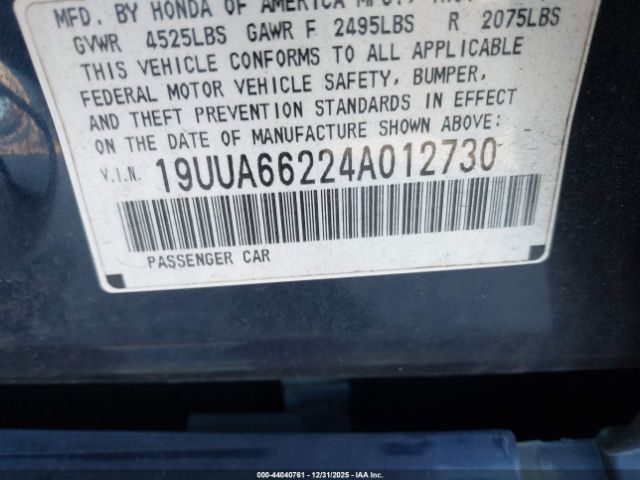 MFD. BY HONDA OF AMERICA MFG.,
GVWR 4525LBS GAWR F 2495LBS R 2075LBS
THIS VEHICLE CONFORMS TO ALL APPLICABLE
FEDERAL MOTOR VEHICLE SAFETY, BUMPER,
AND THEFT PREVENTION STANDARDS IN EFFECT
ON THE DATE OF MANUFACTURE SHOWN ABOVE:
V.I.N. 19UUA66224A012730
PASSENGER CAR
000-44040761 - 12/31/2025 - IAA Inc.